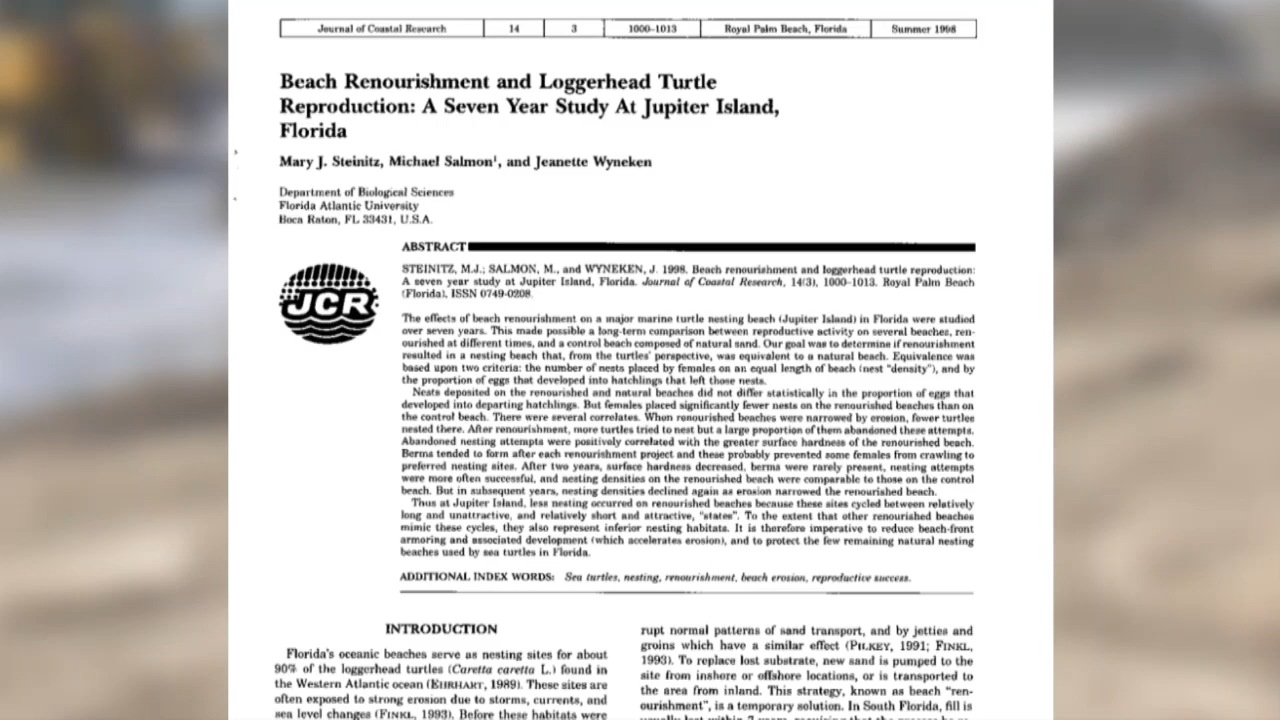 Journal of Coastal Research 14 3 1000-1013 Royal Palm Beach, Florida Summer 1998
Beach Renourishment and Loggerhead Turtle
Reproduction: A Seven Year Study At Jupiter Island,
Florida
Mary J. Steinitz, Michael Salmon¹, and Jeanette Wyneken
Department of Biological Sciences
Florida Atlantic University
Boca Raton, FL 33431, U.S.A.
ABSTRACT
JCR
STEINITZ, M.J.; SALMON, M., and WYNEKEN, J. 1998. Beach renourishment and loggerhead turtle reproduction:
A seven year study at Jupiter Island, Florida. Journal of Coastal Research, 14(3), 1000-1013. Royal Palm Beach
(Florida), ISSN 0749-0208.
The effects of beach renourishment on a major marine turtle nesting beach (Jupiter Island) in Florida were studied
over seven years. This made possible a long-term comparison between reproductive activity on several beaches, ren-
ourished at different times, and a control beach composed of natural sand. Our goal was to determine if renourishment
resulted in a nesting beach that, from the turtles' perspective, was equivalent to a natural beach. Equivalence was
based upon two criteria: the number of nests placed by females on an equal length of beach (nest "density"), and by
the proportion of eggs that developed into hatchlings that left those nests.
Nests deposited on the renourished and natural beaches did not differ statistically in the proportion of eggs that
developed into departing hatchlings. But females placed significantly fewer nests on the renourished beaches than on
the control beach. There were several correlates. When renourished beaches were narrowed by erosion, fewer turtles
nested there. After renourishment, more turtles tried to nest but a large proportion of them abandoned these attempts.
Abandoned nesting attempts were positively correlated with the greater surface hardness of the renourished beach.
Berms tended to form after each renourishment project and these probably prevented some females from crawling to
preferred nesting sites. After two years, surface hardness decreased, berms were rarely present, nesting attempts
were more often successful, and nesting densities on the renourished beach were comparable to those on the control
beach. But in subsequent years, nesting densities declined again as erosion narrowed the renourished beach.
Thus at Jupiter Island, less nesting occurred on renourished beaches because these sites cycled between relatively
long and unattractive, and relatively short and attractive, "states". To the extent that other renourished beaches
mimic these cycles, they also represent inferior nesting habitats. It is therefore imperative to reduce beach-front
armoring and associated development (which accelerates erosion), and to protect the few remaining natural nesting
beaches used by sea turtles in Florida.
ADDITIONAL INDEX WORDS: Sea turtles, nesting, renourishment, beach erosion, reproductive success.
INTRODUCTION
Florida's oceanic beaches serve as nesting sites for about
90% of the loggerhead turtles (Caretta caretta L.) found in
the Western Atlantic ocean (EHRHART, 1989). These sites are
often exposed to strong erosion due to storms, currents, and
sea level changes (FINKL, 1993). Before these habitats were
rupt normal patterns of sand transport, and by jetties and
groins which have a similar effect (PILKEY, 1991; FINKL,
1993). To replace lost substrate, new sand is pumped to the
site from inshore or offshore locations, or is transported to
the area from inland. This strategy, known as beach "ren-
ourishment", is a temporary solution. In South Florida, fill is